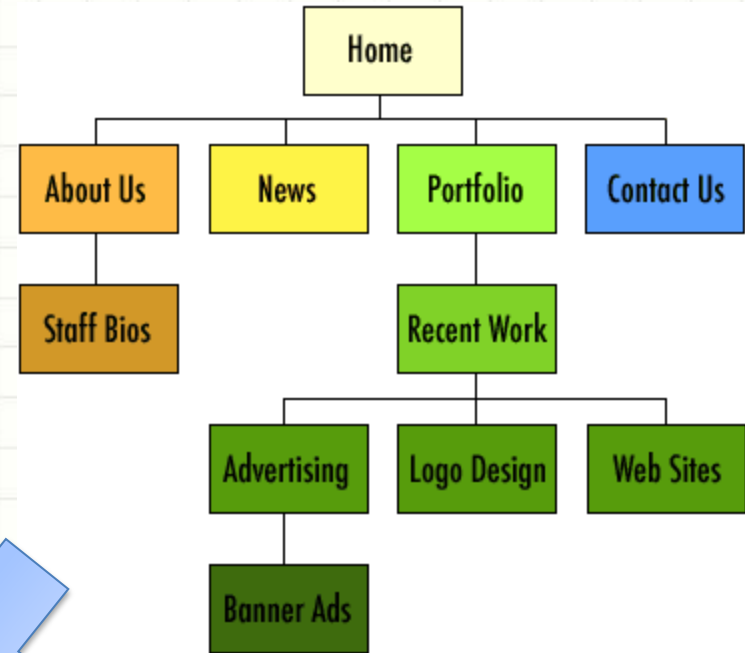 Home
About Us
News
Portfolio
Contact Us
Staff Bios
Recent Work
Advertising
Logo Design
Web Sites
Banner Ads